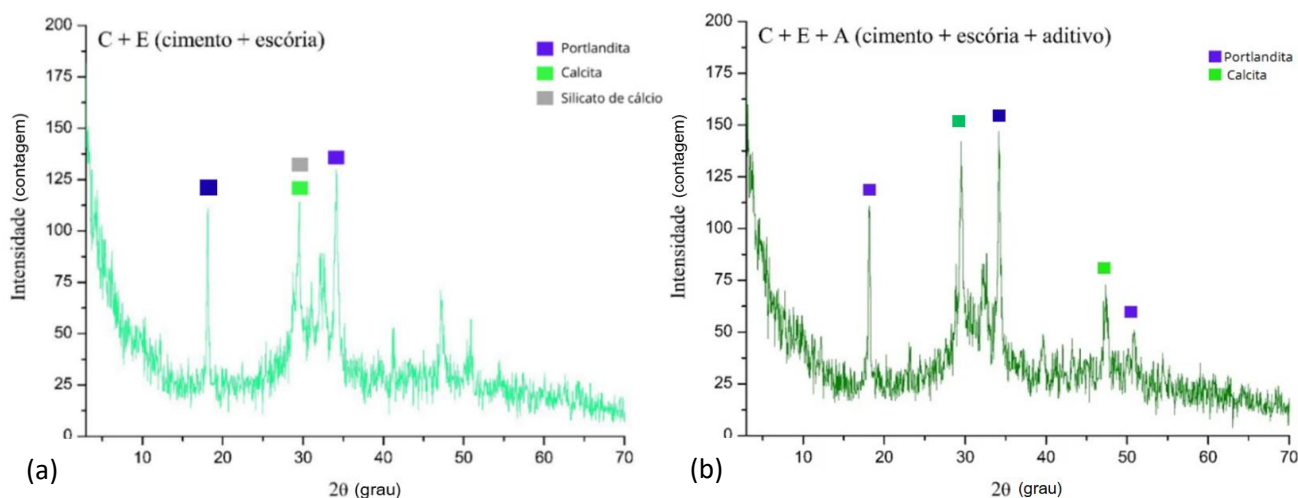 C + E (cimento + escória)
Portlandita
Calcita
Silicato de cálcio
Intensidade (contagem)
200
175
150
125
100
75
50
25
0
10
20
30
40
50
60
70
2θ (grau)
(a)
C + E + A (cimento + escória + aditivo)
Portlandita
Calcita
Intensidade (contagem)
200
175
150
125
100
75
50
25
0
10
20
30
40
50
60
70
2θ (grau)
(b)